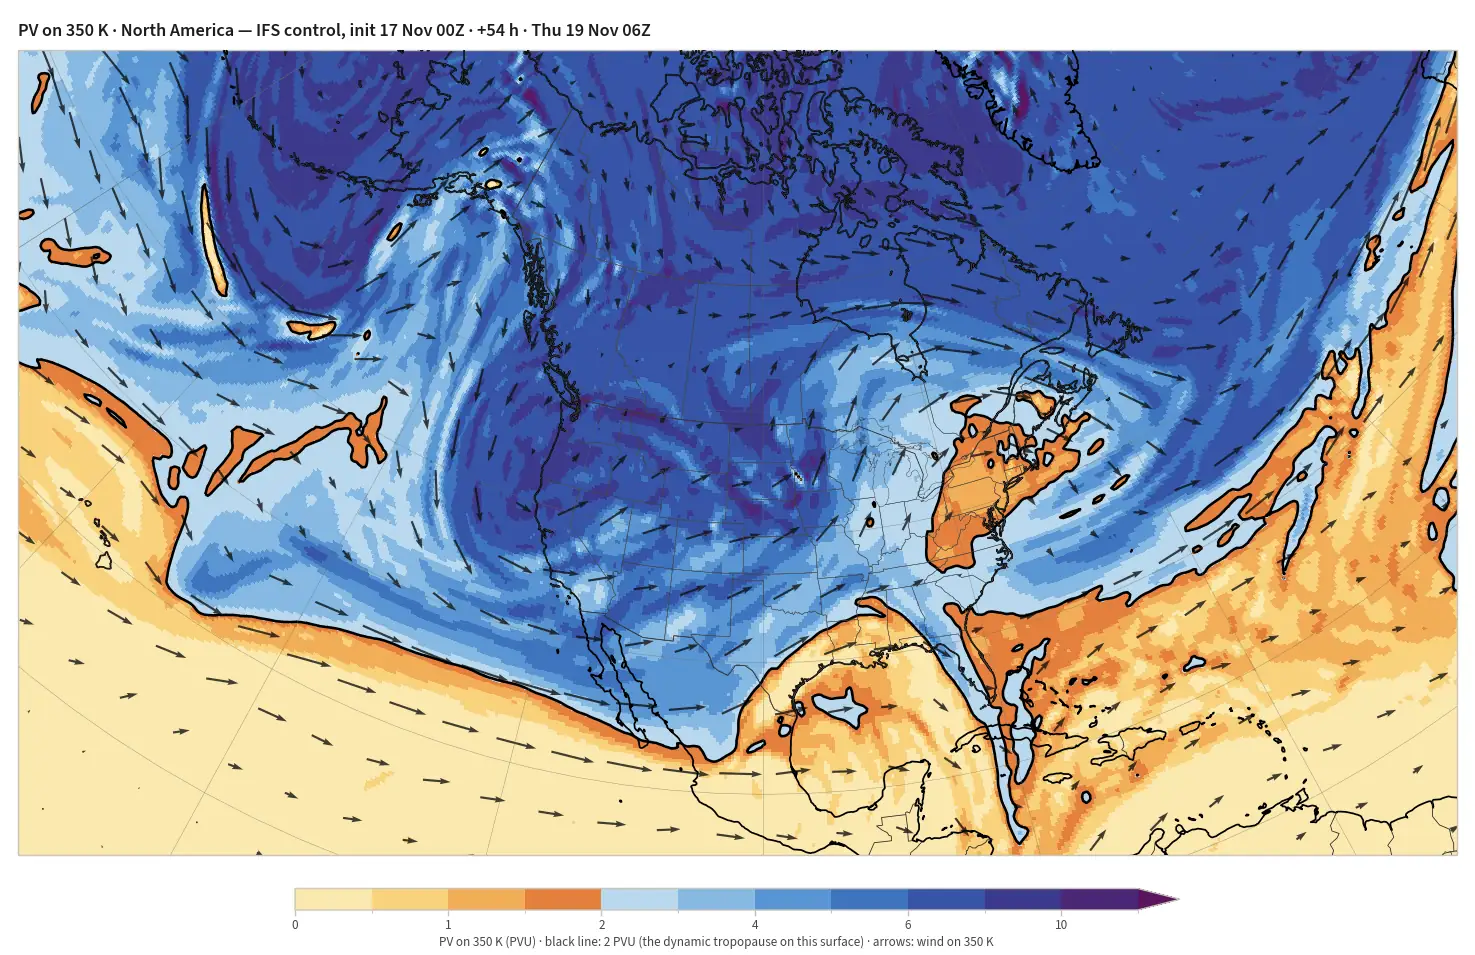 PV on 350 K · North America — IFS control, init 17 Nov 00Z · +54 h · Thu 19 Nov 06Z
0 1 2 4 6 10
PV on 350 K (PVU) · black line: 2 PVU (the dynamic tropopause on this surface) · arrows: wind on 350 K